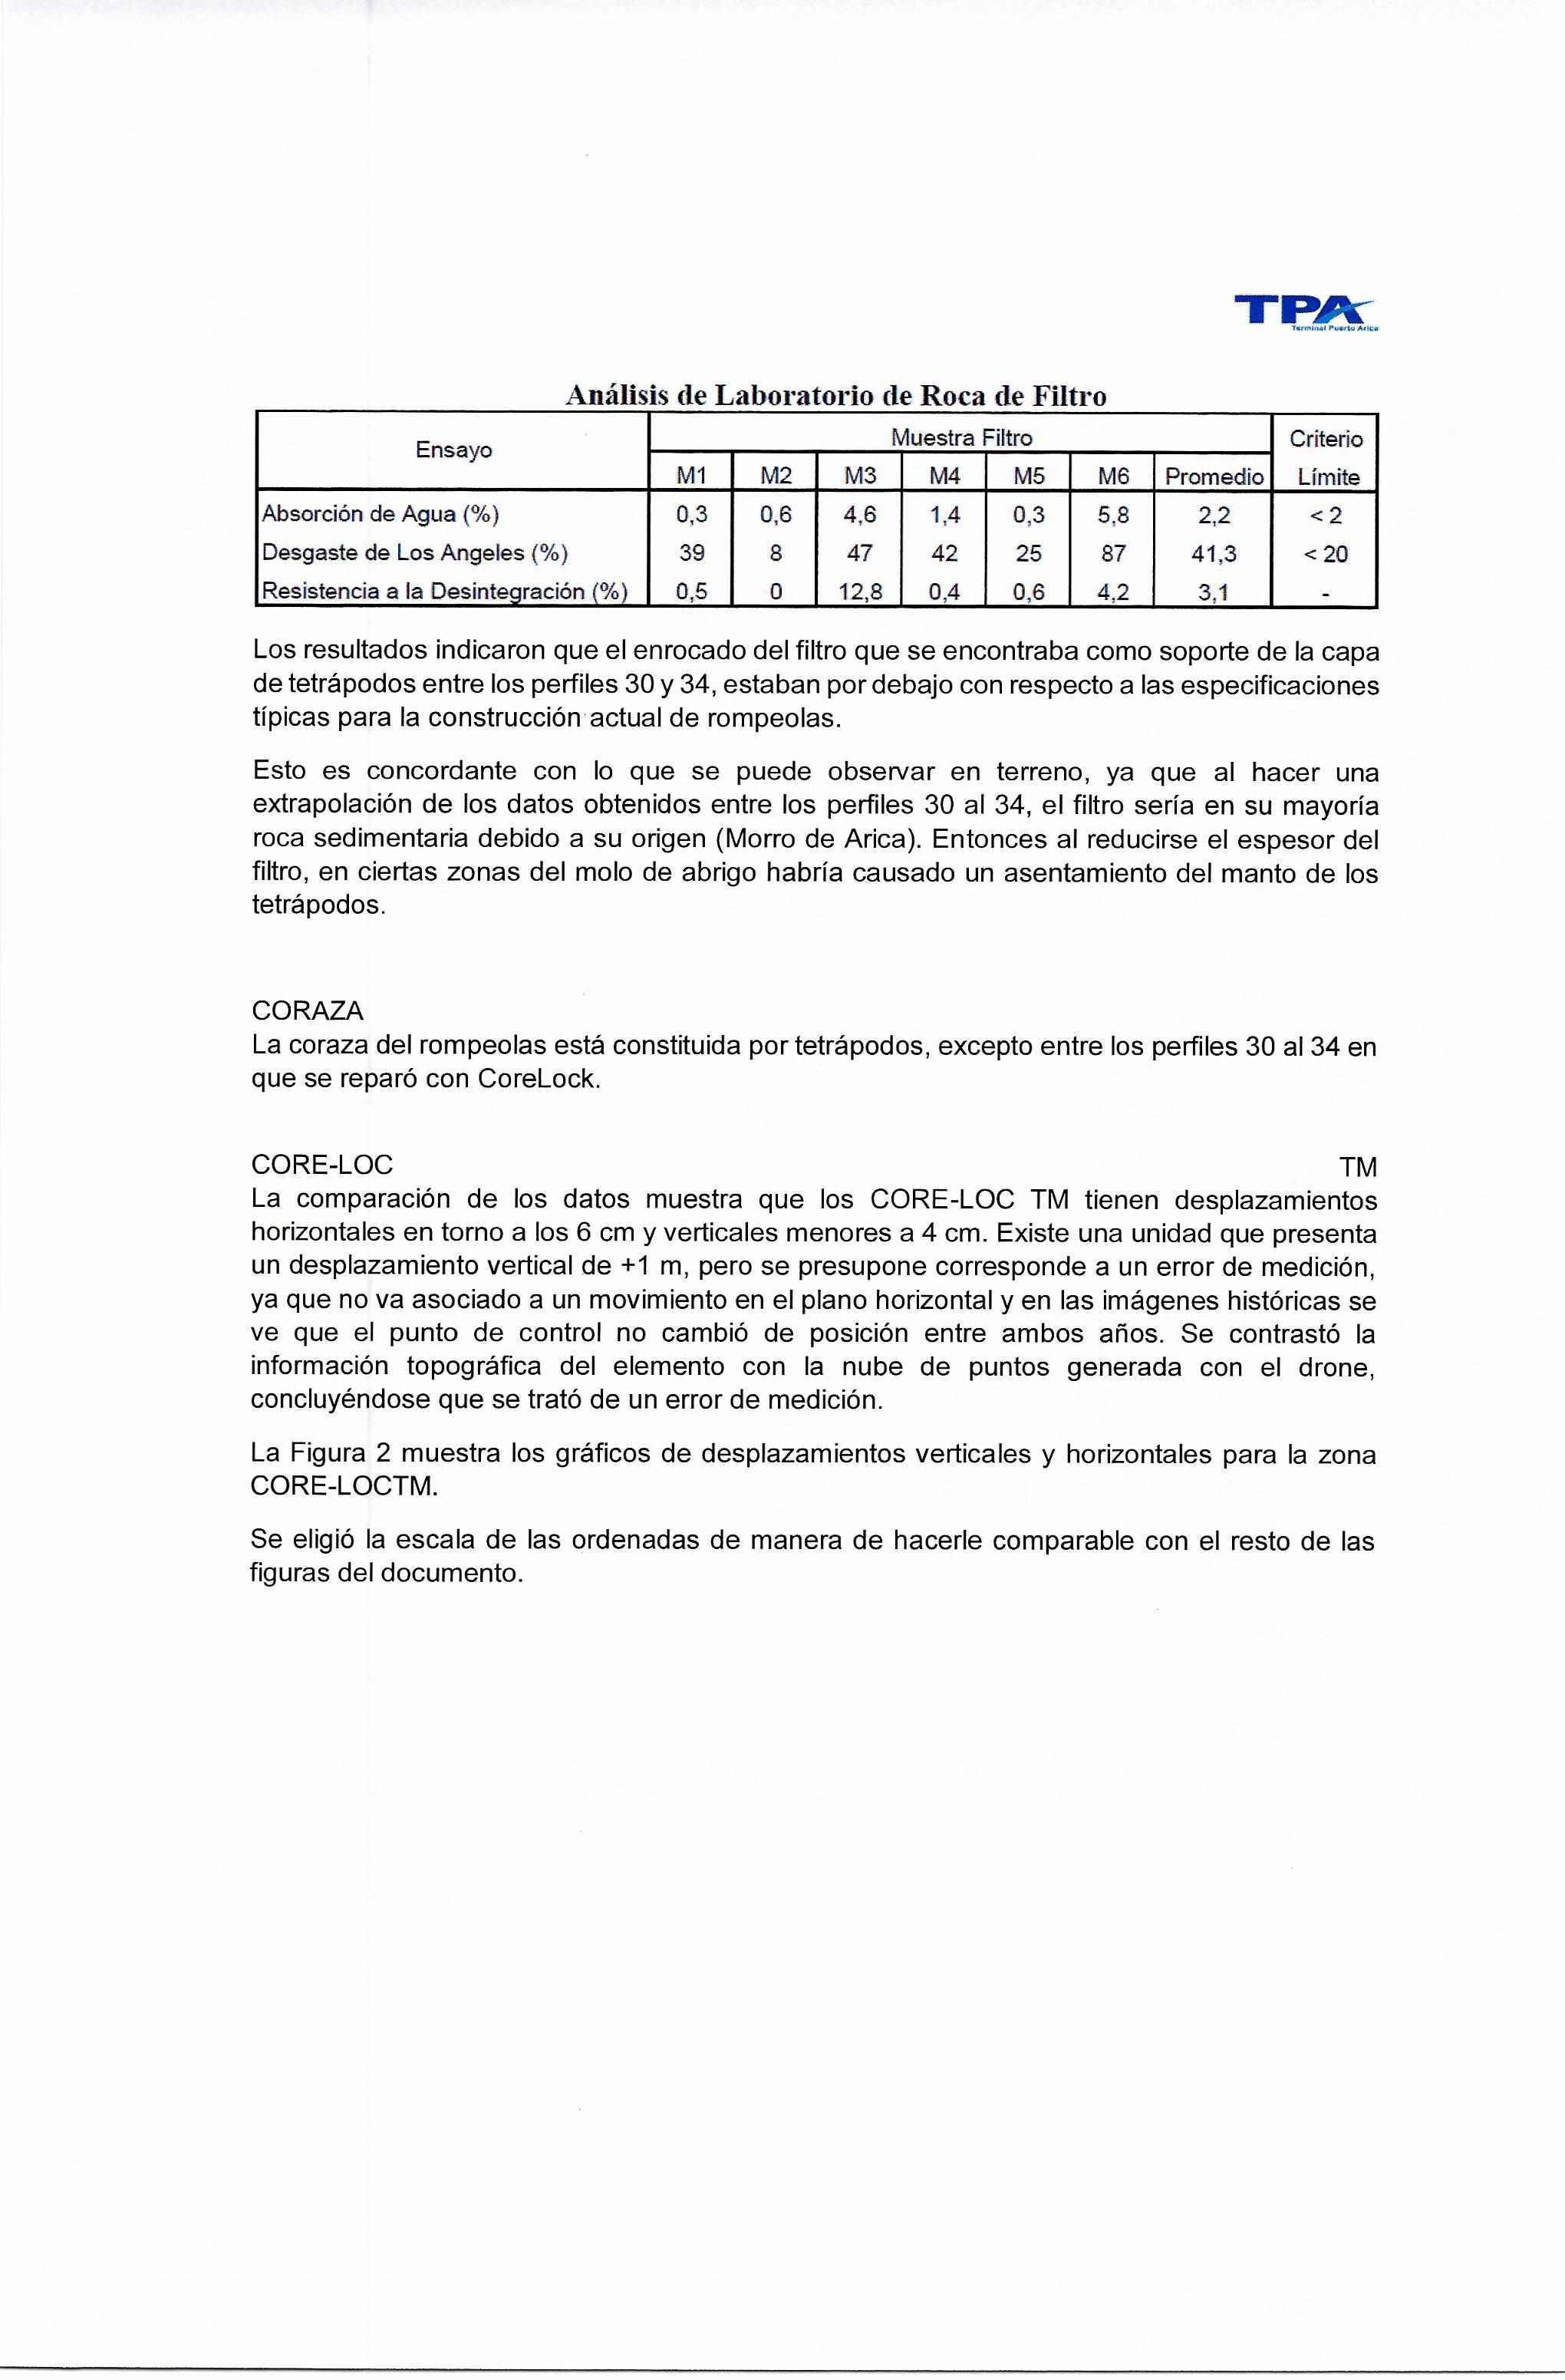 TPA
Terminal Puerto Arica
Análisis de Laboratorio de Roca de Filtro
Ensayo Muestra Filtro Criterio
M1 M2 M3 M4 M5 M6 Promedio Límite
Absorción de Agua (%) 0,3 0,6 4,6 1,4 0,3 5,8 2,2 < 2
Desgaste de Los Angeles (%) 39 8 47 42 25 87 41,3 < 20
Resistencia a la Desintegración (%) 0,5 0 12,8 0,4 0,6 4,2 3,1 -
Los resultados indicaron que el enrocado del filtro que se encontraba como soporte de la capa
de tetrápodos entre los perfiles 30 y 34, estaban por debajo con respecto a las especificaciones
típicas para la construcción actual de rompeolas.
Esto es concordante con lo que se puede observar en terreno, ya que al hacer una
extrapolación de los datos obtenidos entre los perfiles 30 al 34, el filtro sería en su mayoría
roca sedimentaria debido a su origen (Morro de Arica). Entonces al reducirse el espesor del
filtro, en ciertas zonas del molo de abrigo habría causado un asentamiento del manto de los
tetrápodos.
CORAZA
La coraza del rompeolas está constituida por tetrápodos, excepto entre los perfiles 30 al 34 en
que se reparó con CoreLock.
CORE-LOC TM
La comparación de los datos muestra que los CORE-LOC TM tienen desplazamientos
horizontales en torno a los 6 cm y verticales menores a 4 cm. Existe una unidad que presenta
un desplazamiento vertical de +1 m, pero se presupone corresponde a un error de medición,
ya que no va asociado a un movimiento en el plano horizontal y en las imágenes históricas se
ve que el punto de control no cambió de posición entre ambos años. Se contrastó la
información topográfica del elemento con la nube de puntos generada con el drone,
concluyéndose que se trató de un error de medición.
La Figura 2 muestra los gráficos de desplazamientos verticales y horizontales para la zona
CORE-LOCTM.
Se eligió la escala de las ordenadas de manera de hacerle comparable con el resto de las
figuras del documento.